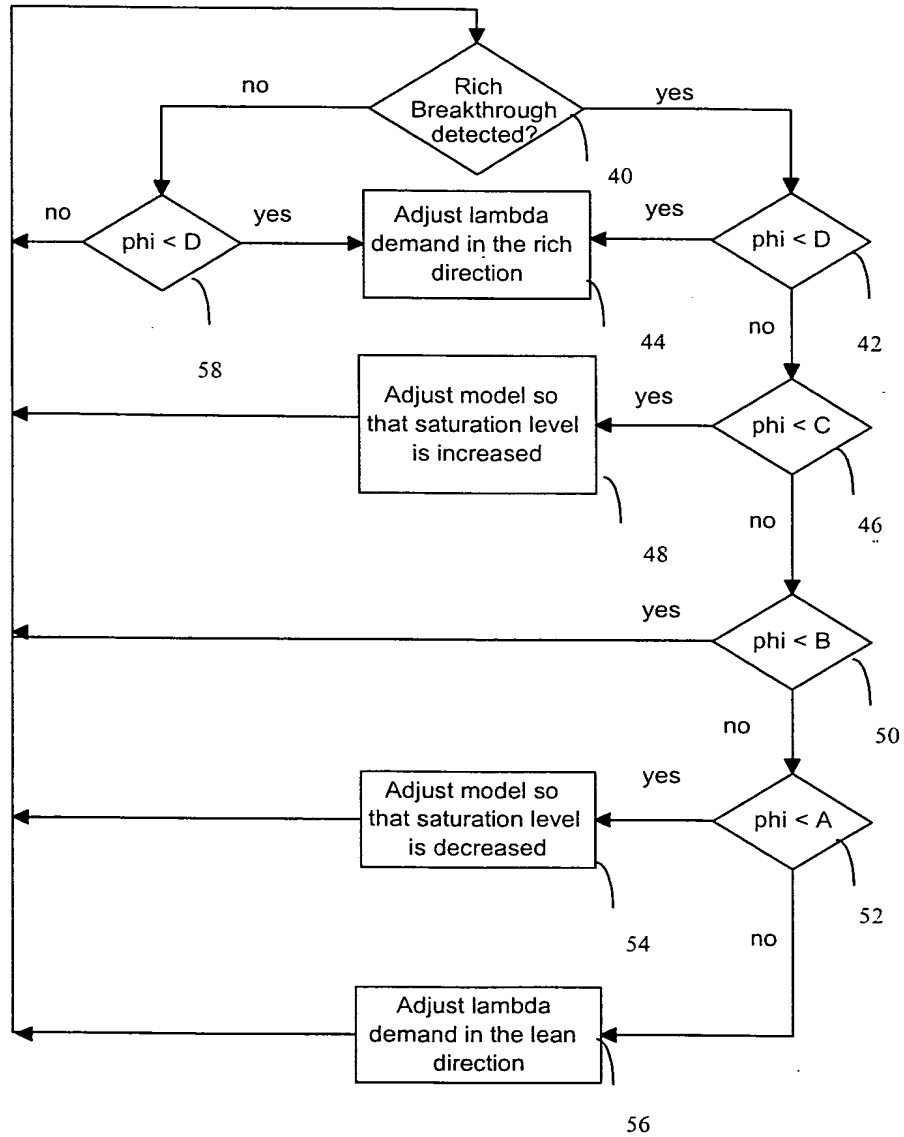 Rich
Breakthrough
detected?
no
yes
40
no
phi < D
yes
Adjust lambda
demand in the rich
direction
yes
phi < D
58
44
no
42
Adjust model so
that saturation level
is increased
yes
phi < C
48
no
46
yes
phi < B
no
50
Adjust model so
that saturation level
is decreased
yes
phi < A
54
no
52
Adjust lambda
demand in the lean
direction
56